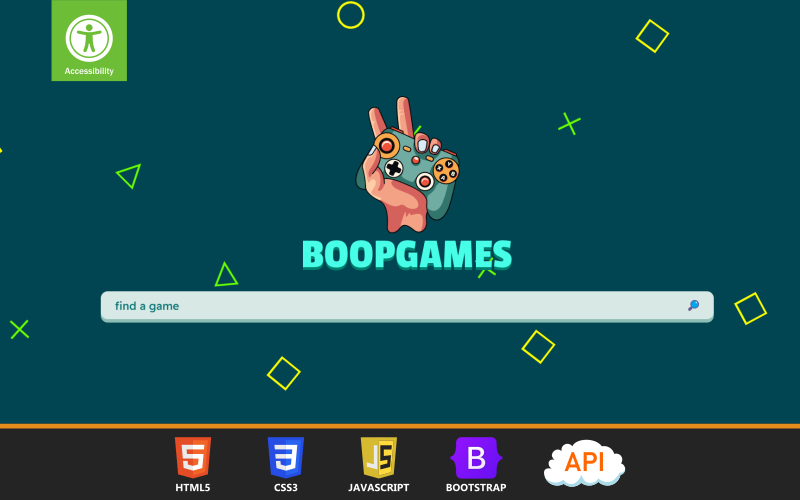 Accessibility
BOOPGAMES
find a game
HTML5
CSS3
JAVASCRIPT
BOOTSTRAP
API